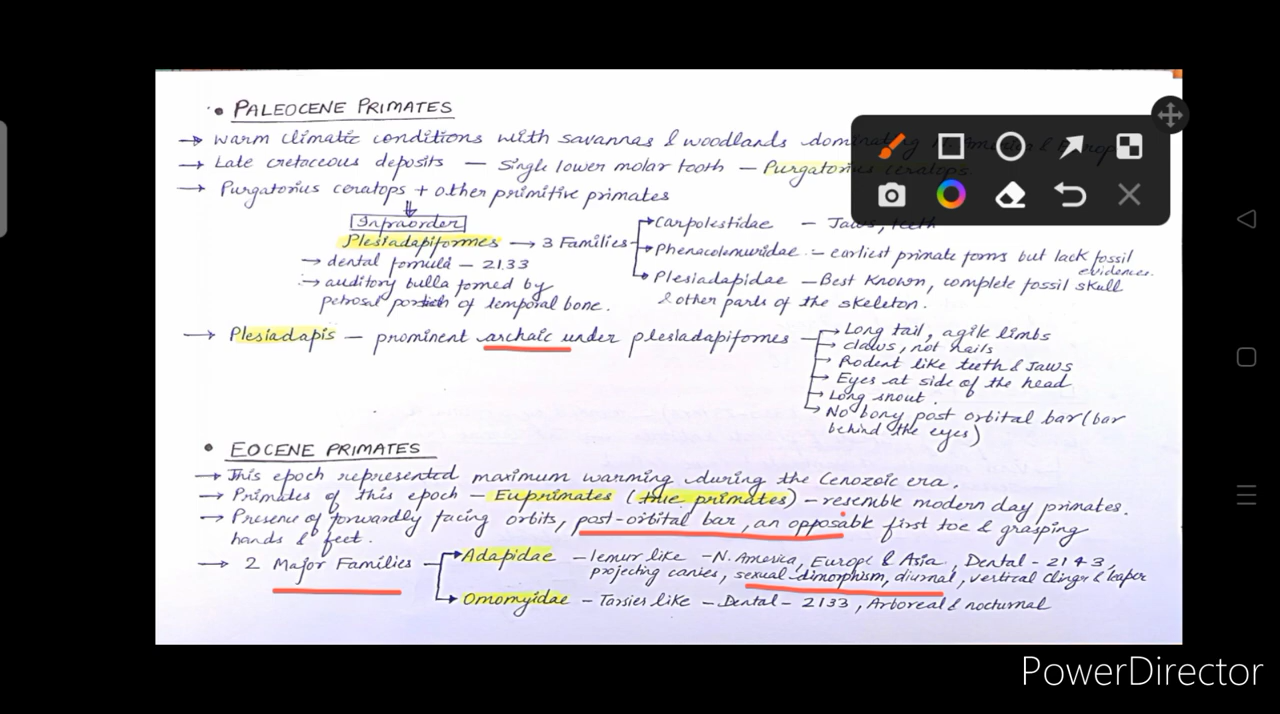 • PALEOCENE PRIMATES
→ warm climatic conditions with savannas & woodlands dominating N. America & Europ
→ Late cretaceous deposits — Single lower molar tooth — Purgatorius ceratops.
→ Purgatorius ceratops + other primitive primates
Infraorder
Plesiadapiformes → 3 Families
→ dental formula — 2133
→ auditory bulla formed by
petrosal portion of temporal bone.
Carpolestidae — Jaws, teeth
Phenacolemuridae — earliest primate forms but lack fossil
evidences.
Plesiadapidae — Best Known, complete fossil skull
& other parts of the skeleton.
→ Plesiadapis — prominent archaic under plesiadapifomes
Long tail, agile limbs
claws, not nails
Rodent like teeth & Jaws
Eyes at side of the head
Long snout.
No bony post orbital bar (bar
behind the eyes)
• EOCENE PRIMATES
→ This epoch represented maximum warming during the Cenozoic era.
→ Primates of this epoch — Euprimates (true primates) — resemble modern day primates.
→ Presence of forwardly facing orbits, post-orbital bar, an opposable first toe & grasping
hands & feet.
→ 2 Major Families
Adapidae — lemur like — N. America, Europe & Asia, Dental — 2143,
projecting canies, sexual dimorphism, diurnal, vertical clinger & leaper
Omomyidae — Tarsier like — Dental — 2133, Arboreal & nocturnal
PowerDirector